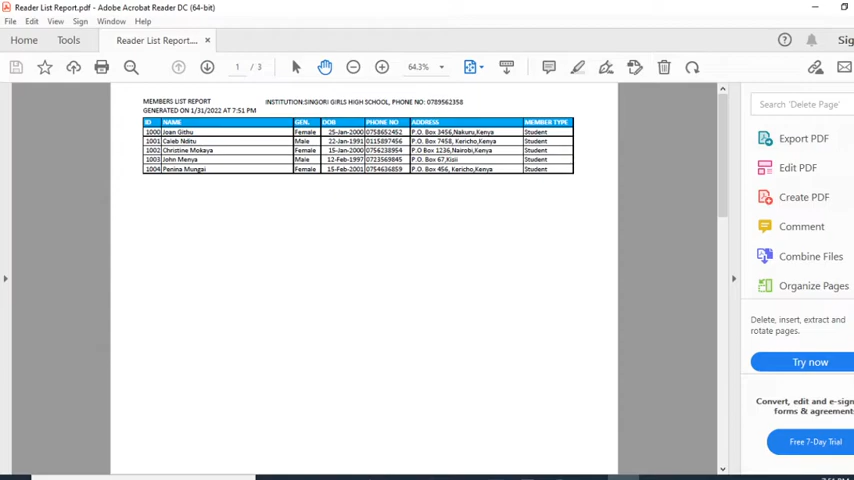 Reader List Report.pdf - Adobe Acrobat Reader DC (64-bit)
File Edit View Sign Window Help
Home Tools Reader List Report.... ×
1 / 3 64.3%
MEMBERS LIST REPORT INSTITUTION:SINGORI GIRLS HIGH SCHOOL, PHONE NO: 0789562358
GENERATED ON 1/31/2022 AT 7:51 PM
ID NAME GEN. DOB PHONE NO ADDRESS MEMBER TYPE
1000 Joan Githu Female 25-Jan-2000 0758652452 P.O. Box 3456,Nakuru,Kenya Student
1001 Caleb Nditu Male 22-Jan-1991 0115897456 P.O. Box 7458, Kericho,Kenya Student
1002 Christine Mokaya Female 15-Jan-2000 0756238954 P.O Box 1236,Nairobi,Kenya Student
1003 John Menya Male 12-Feb-1997 0723569845 P.O. Box 67,Kisii Student
1004 Penina Mungai Female 15-Feb-2001 0754636859 P.O. Box 456, Kericho,Kenya Student
Search 'Delete Page'
Export PDF
Edit PDF
Create PDF
Comment
Combine Files
Organize Pages
Delete, insert, extract and
rotate pages.
Try now
Convert, edit and e-sign
forms & agreements
Free 7-Day Trial